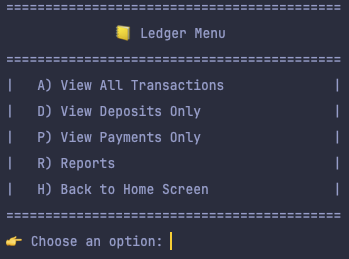 ===========================================
📒 Ledger Menu
===========================================
|   A) View All Transactions              |
|   D) View Deposits Only                 |
|   P) View Payments Only                 |
|   R) Reports                            |
|   H) Back to Home Screen                |
===========================================
👉 Choose an option: